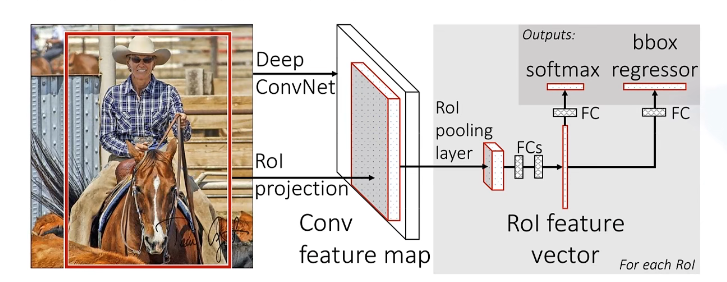 Deep
ConvNet
RoI
projection
Conv
feature map
RoI
pooling
layer
FCs
RoI feature
vector
Outputs:
softmax
bbox
regressor
FC
FC
For each RoI